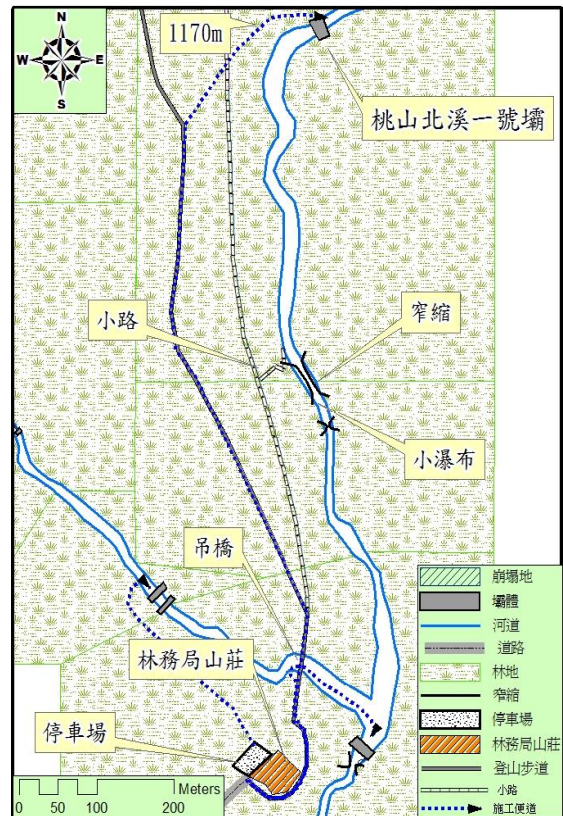 N
W
E
S
1170m
桃山北溪一號壩
小路
窄縮
小瀑布
吊橋
林務局山莊
停車場
崩塌地
壩體
河道
道路
林地
窄縮
停車場
林務局山莊
登山步道
小路
施工便道
Meters
0 50 100 200